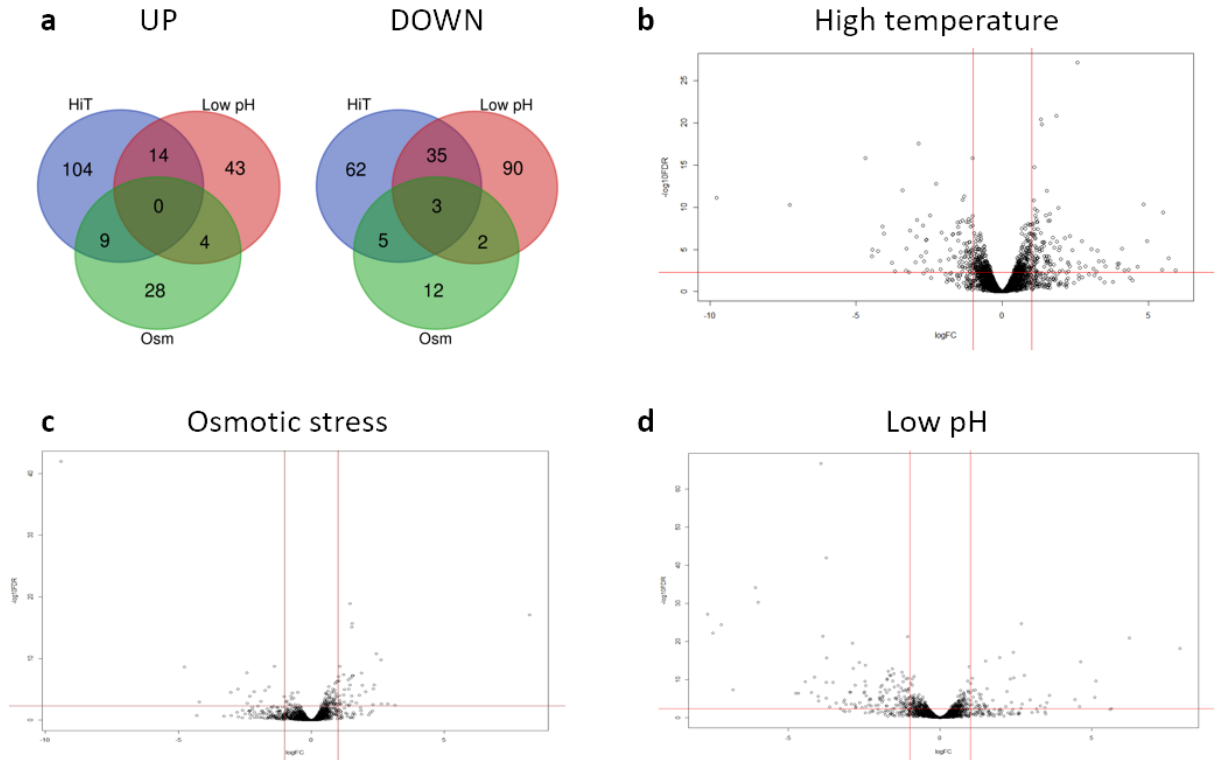 a UP DOWN
HiT Low pH
104 14 43
0
9 4
28
Osm
HiT Low pH
62 35 90
3
5 2
12
Osm
b High temperature
-log10FDR
25
20
15
10
5
0
-10 -5 0 5
logFC
c Osmotic stress
-log10FDR
40
30
20
10
0
-10 -5 0 5
logFC
d Low pH
-log10FDR
60
50
40
30
20
10
0
-5 0 5
logFC